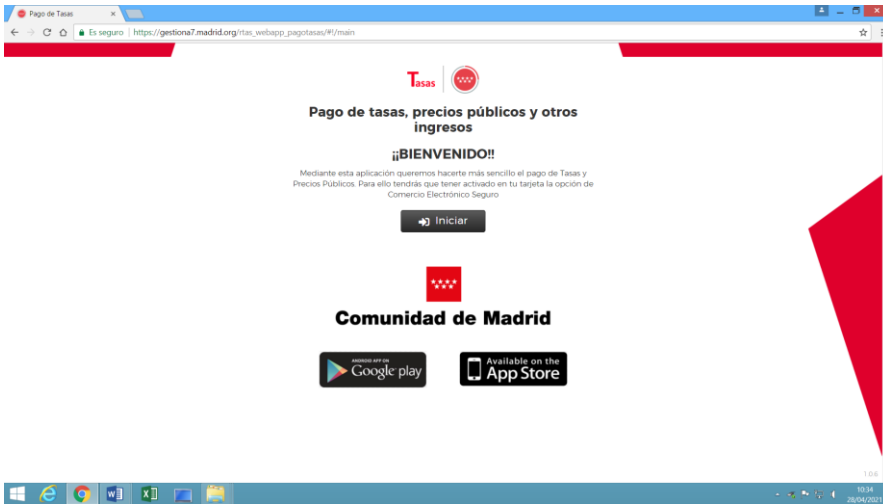 Pago de Tasas
Es seguro | https://gestiona7.madrid.org/rtas_webapp_pagotasas/#!/main
Tasas
Pago de tasas, precios públicos y otros
ingresos
¡¡BIENVENIDO!!
Mediante esta aplicación queremos hacerte más sencillo el pago de Tasas y
Precios Públicos. Para ello tendrás que tener activado en tu tarjeta la opción de
Comercio Electrónico Seguro
Iniciar
Comunidad de Madrid
ANDROID APP ON
Google play
Available on the
App Store
1.0.6
10:34
28/04/2021